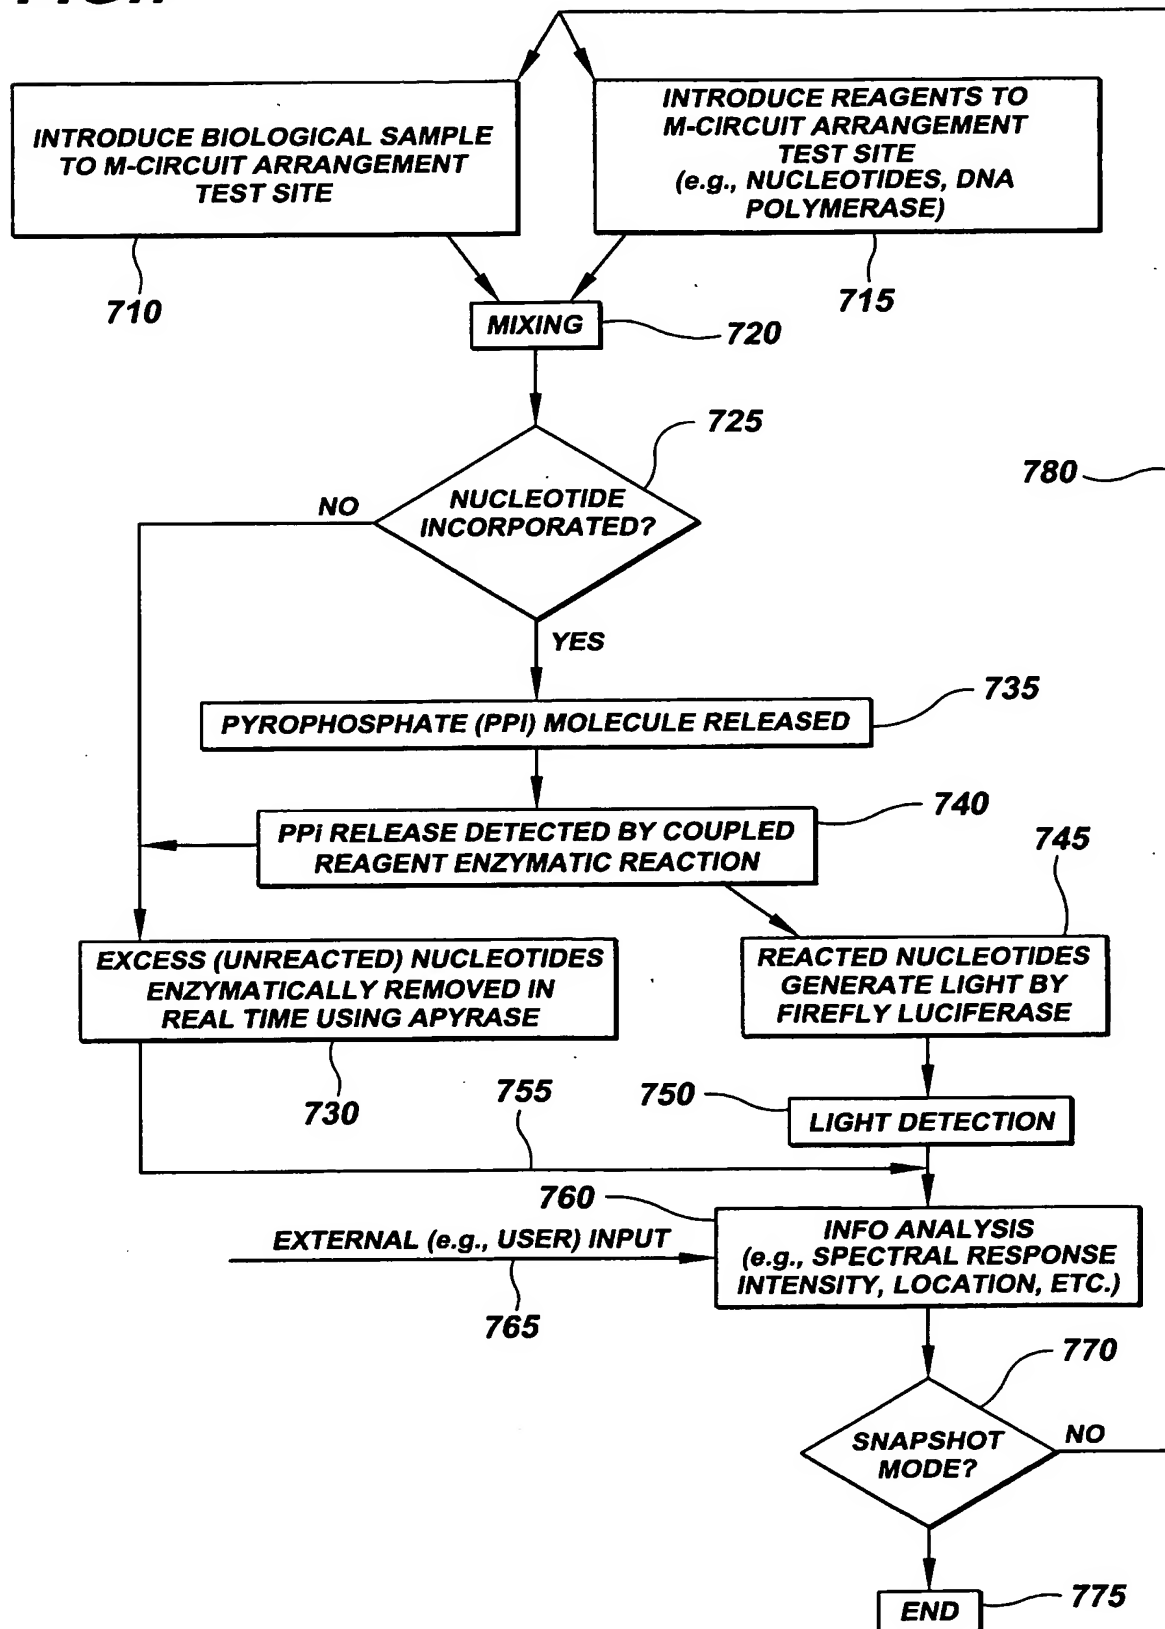 INTRODUCE BIOLOGICAL SAMPLE
TO M-CIRCUIT ARRANGEMENT
TEST SITE
710
INTRODUCE REAGENTS TO
M-CIRCUIT ARRANGEMENT
TEST SITE
(e.g., NUCLEOTIDES, DNA
POLYMERASE)
715
MIXING
720
725
NUCLEOTIDE
INCORPORATED?
NO
780
YES
735
PYROPHOSPHATE (PPI) MOLECULE RELEASED
740
PPi RELEASE DETECTED BY COUPLED
REAGENT ENZYMATIC REACTION
745
EXCESS (UNREACTED) NUCLEOTIDES
ENZYMATICALLY REMOVED IN
REAL TIME USING APYRASE
730
REACTED NUCLEOTIDES
GENERATE LIGHT BY
FIREFLY LUCIFERASE
755
750
LIGHT DETECTION
760
EXTERNAL (e.g., USER) INPUT
765
INFO ANALYSIS
(e.g., SPECTRAL RESPONSE
INTENSITY, LOCATION, ETC.)
770
SNAPSHOT
MODE?
NO
END
775